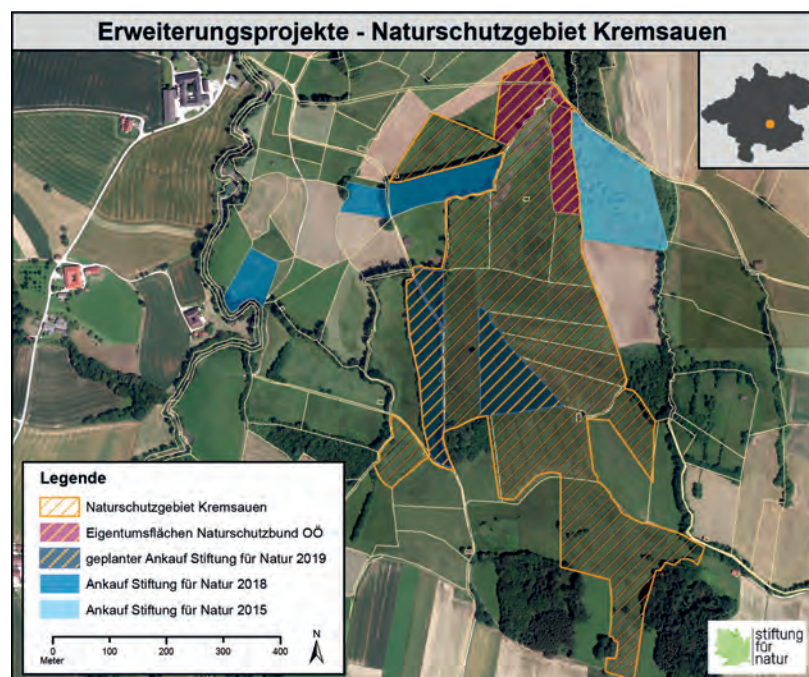 Erweiterungsprojekte - Naturschutzgebiet Kremsauen
Legende
Naturschutzgebiet Kremsauen
Eigentumsflächen Naturschutzbund OÖ
geplanter Ankauf Stiftung für Natur 2019
Ankauf Stiftung für Natur 2018
Ankauf Stiftung für Natur 2015
0 100 200 300 400
Meter
N
stiftung
für
natur